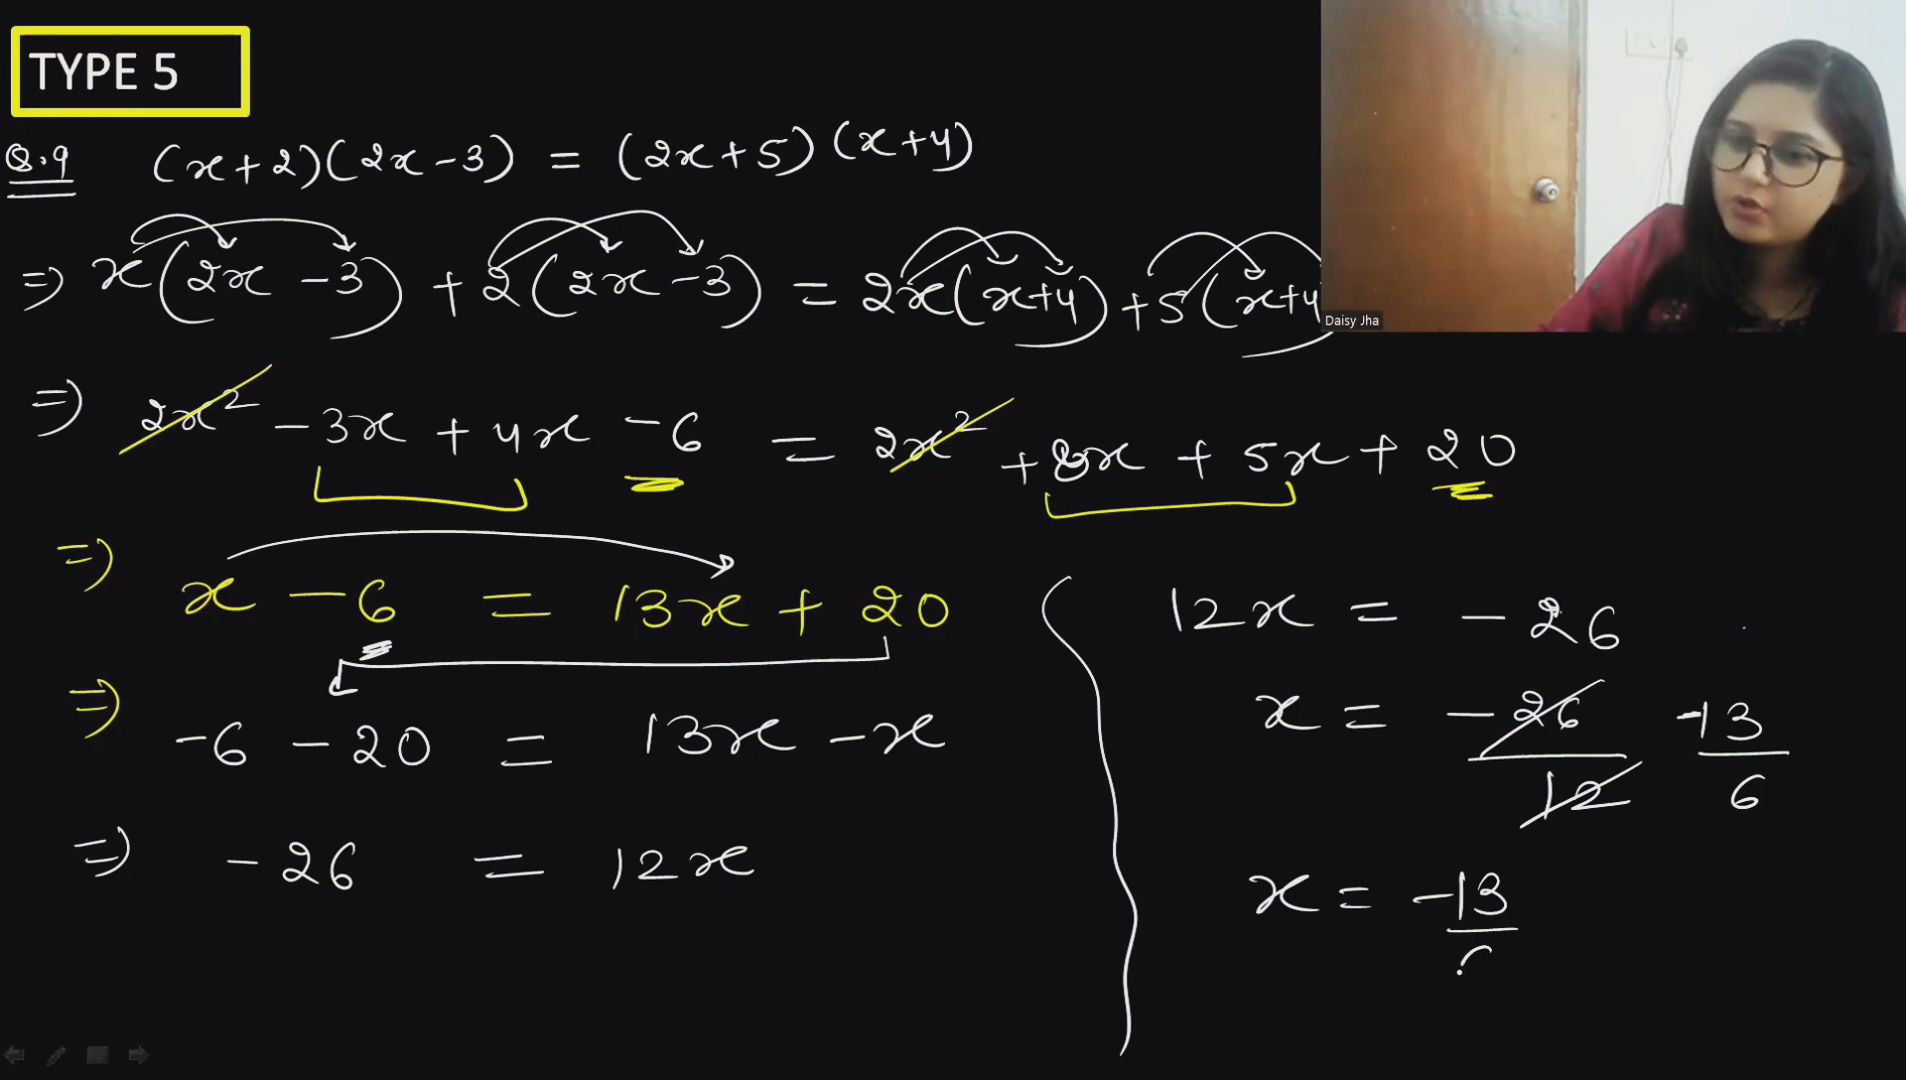 TYPE 5
Q.9 (x+2)(2x-3) = (2x+5)(x+4)
⇒ x(2x-3) + 2(2x-3) = 2x(x+4) + 5(x+4
Daisy Jha
⇒ 2x² - 3x + 4x - 6 = 2x² + 8x + 5x + 20
⇒ x - 6 = 13x + 20
⇒ -6 - 20 = 13x - x
⇒ -26 = 12x
12x = -26
x = -26/12 -13/6
x = -13